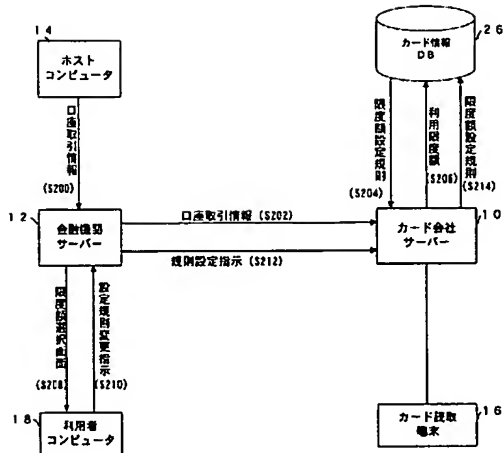 14
ホスト
コンピュータ
口座取引情報
(S200)
12
金融機関
サーバー
口座取引情報 (S202)
規則設定指示 (S212)
限度額選択画面
(S208)
設定規則変更指示
(S210)
18
利用者
コンピュータ
26
カード情報
DB
限度額設定規則
(S204)
利用限度額
(S206)
限度額設定規則
(S214)
10
カード会社
サーバー
16
カード読取
端末